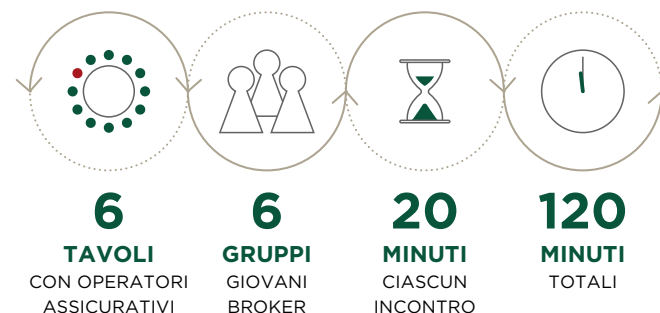 6
TAVOLI
CON OPERATORI
ASSICURATIVI
6
GRUPPI
GIOVANI
BROKER
20
MINUTI
CIASCUN
INCONTRO
120
MINUTI
TOTALI